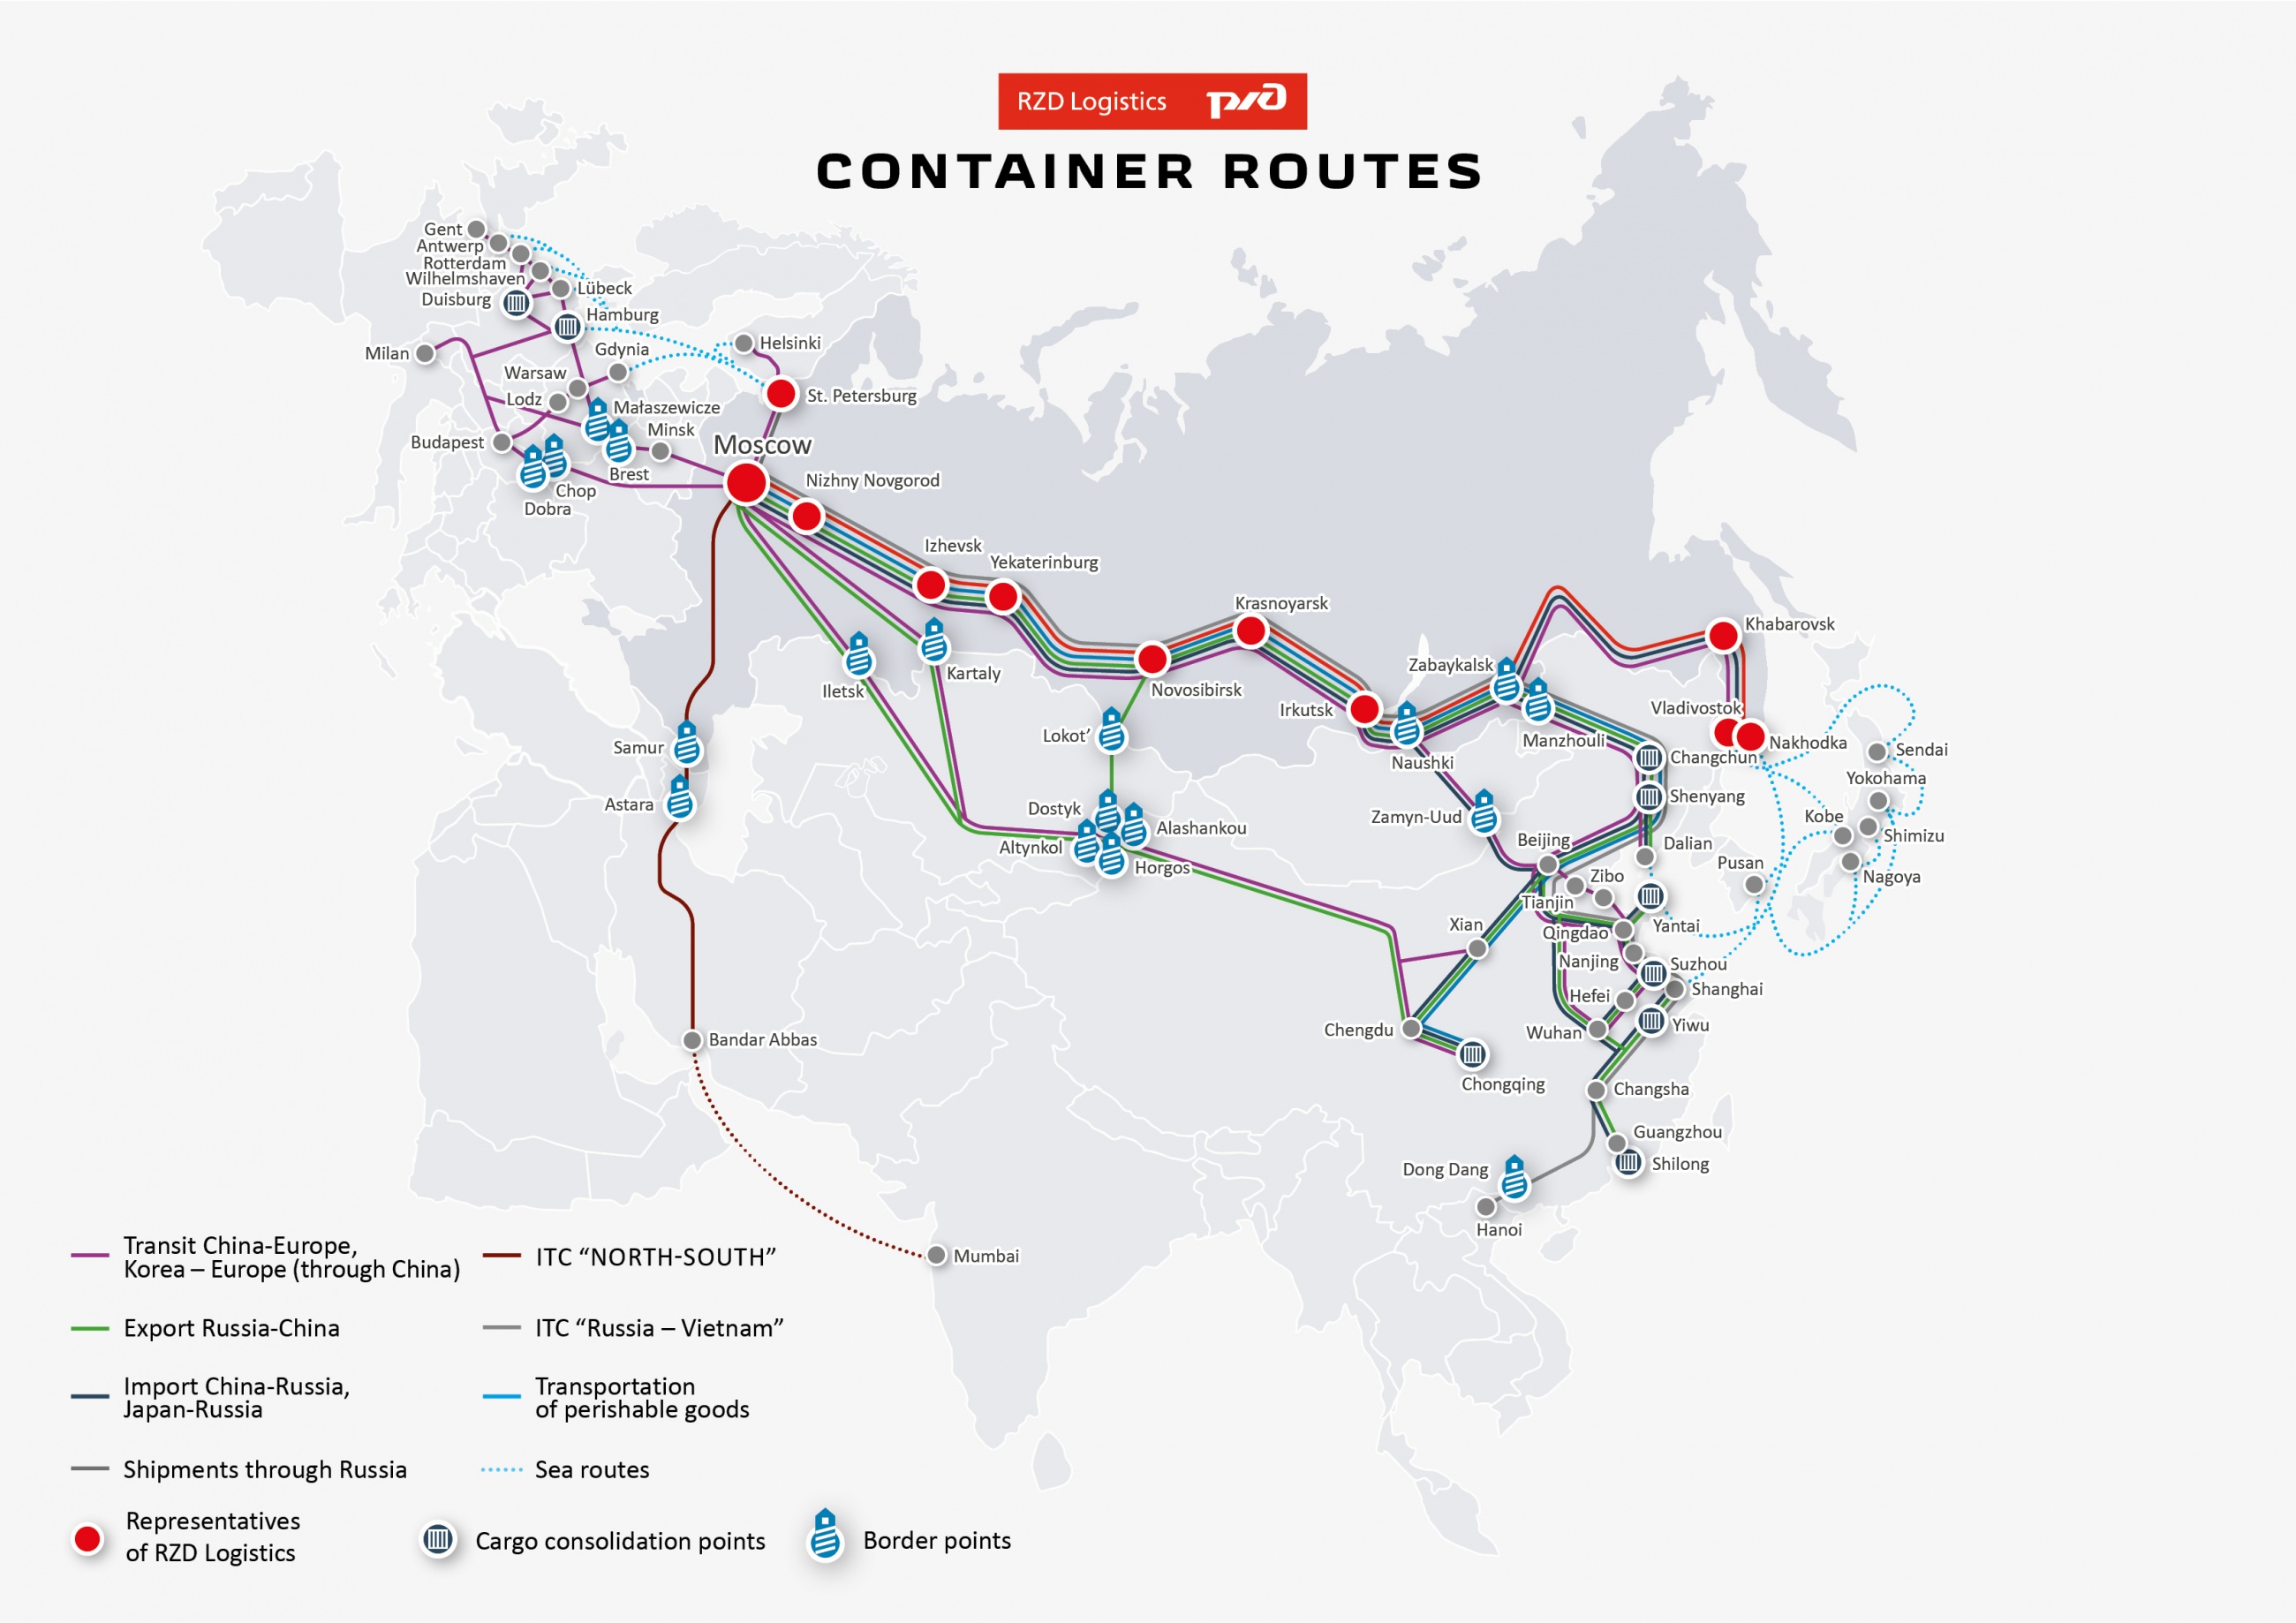 RZD Logistics
CONTAINER ROUTES
Gent
Antwerp
Rotterdam
Wilhelmshaven
Lübeck
Duisburg
Hamburg
Helsinki
Milan
Gdynia
Warsaw
St. Petersburg
Lodz
Małaszewicze
Minsk
Budapest
Moscow
Brest
Nizhny Novgorod
Chop
Dobra
Izhevsk
Yekaterinburg
Krasnoyarsk
Khabarovsk
Zabaykalsk
Kartaly
Iletsk
Novosibirsk
Irkutsk
Vladivostok
Lokot’
Manzhouli
Nakhodka
Samur
Sendai
Changchun
Naushki
Yokohama
Shenyang
Astara
Dostyk
Zamyn-Uud
Kobe
Alashankou
Shimizu
Beijing
Dalian
Altynkol
Pusan
Horgos
Zibo
Nagoya
Tianjin
Xian
Yantai
Qingdao
Nanjing
Suzhou
Shanghai
Hefei
Chengdu
Wuhan
Yiwu
Bandar Abbas
Chongqing
Changsha
Guangzhou
Shilong
Dong Dang
Hanoi
Mumbai
Transit China-Europe,
Korea – Europe (through China)
Export Russia-China
Import China-Russia,
Japan-Russia
Shipments through Russia
ITC “NORTH-SOUTH”
ITC “Russia – Vietnam”
Transportation
of perishable goods
Sea routes
Representatives
of RZD Logistics
Cargo consolidation points
Border points